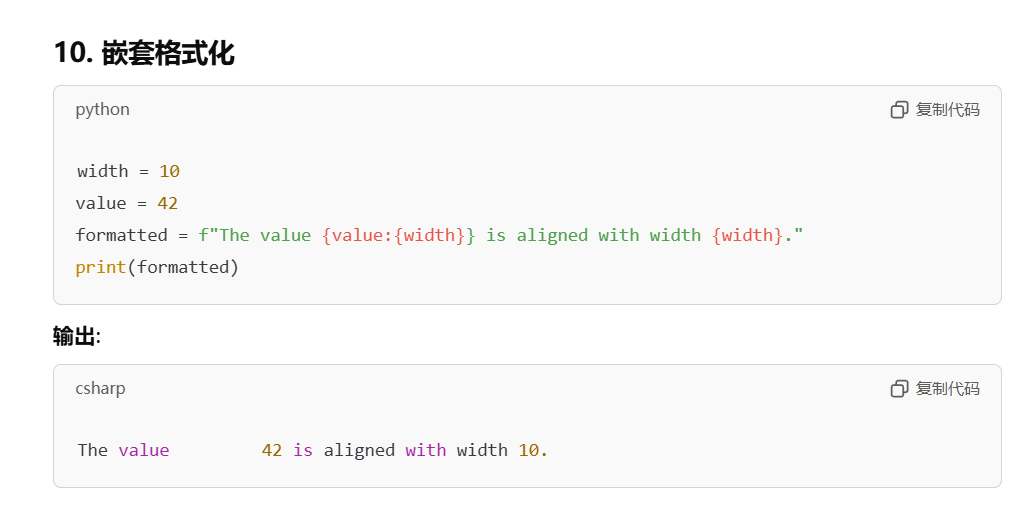 10. 嵌套格式化
python
复制代码
width = 10
value = 42
formatted = f"The value {value:{width}} is aligned with width {width}."
print(formatted)
输出:
csharp
复制代码
The value         42 is aligned with width 10.